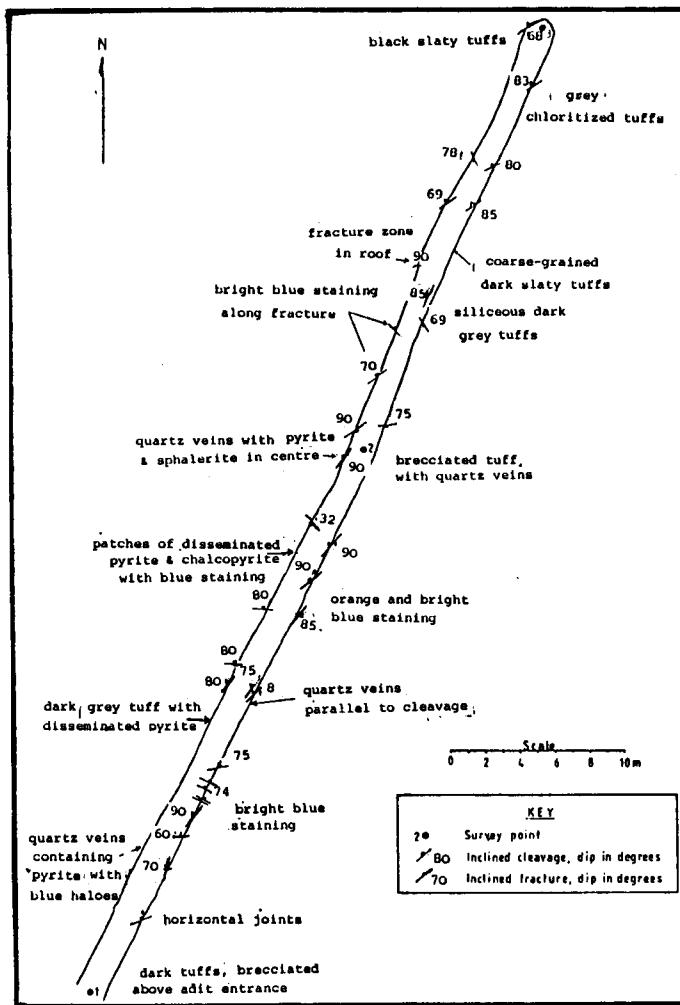 N
black slaty tuffs
68
3
83
grey
chloritized tuffs
78
80
69
85
fracture zone
in roof
90
coarse-grained
dark slaty tuffs
bright blue staining
along fracture
85
69
siliceous dark
grey tuffs
70
90
75
quartz veins with pyrite
& sphalerite in centre
2
90
brecciated tuff,
with quartz veins
32
patches of disseminated
pyrite & chalcopyrite
with blue staining
90
90
80
orange and bright
blue staining
85
80
75
80
8
quartz veins
parallel to cleavage
dark grey tuff with
disseminated pyrite
Scale
0 2 4 6 8 10m
75
74
90
bright blue
staining
60
quartz veins
containing
pyrite with
blue haloes
70
KEY
2 Survey point
80 Inclined cleavage, dip in degrees
70 Inclined fracture, dip in degrees
horizontal joints
1
dark tuffs, brecciated
above adit entrance